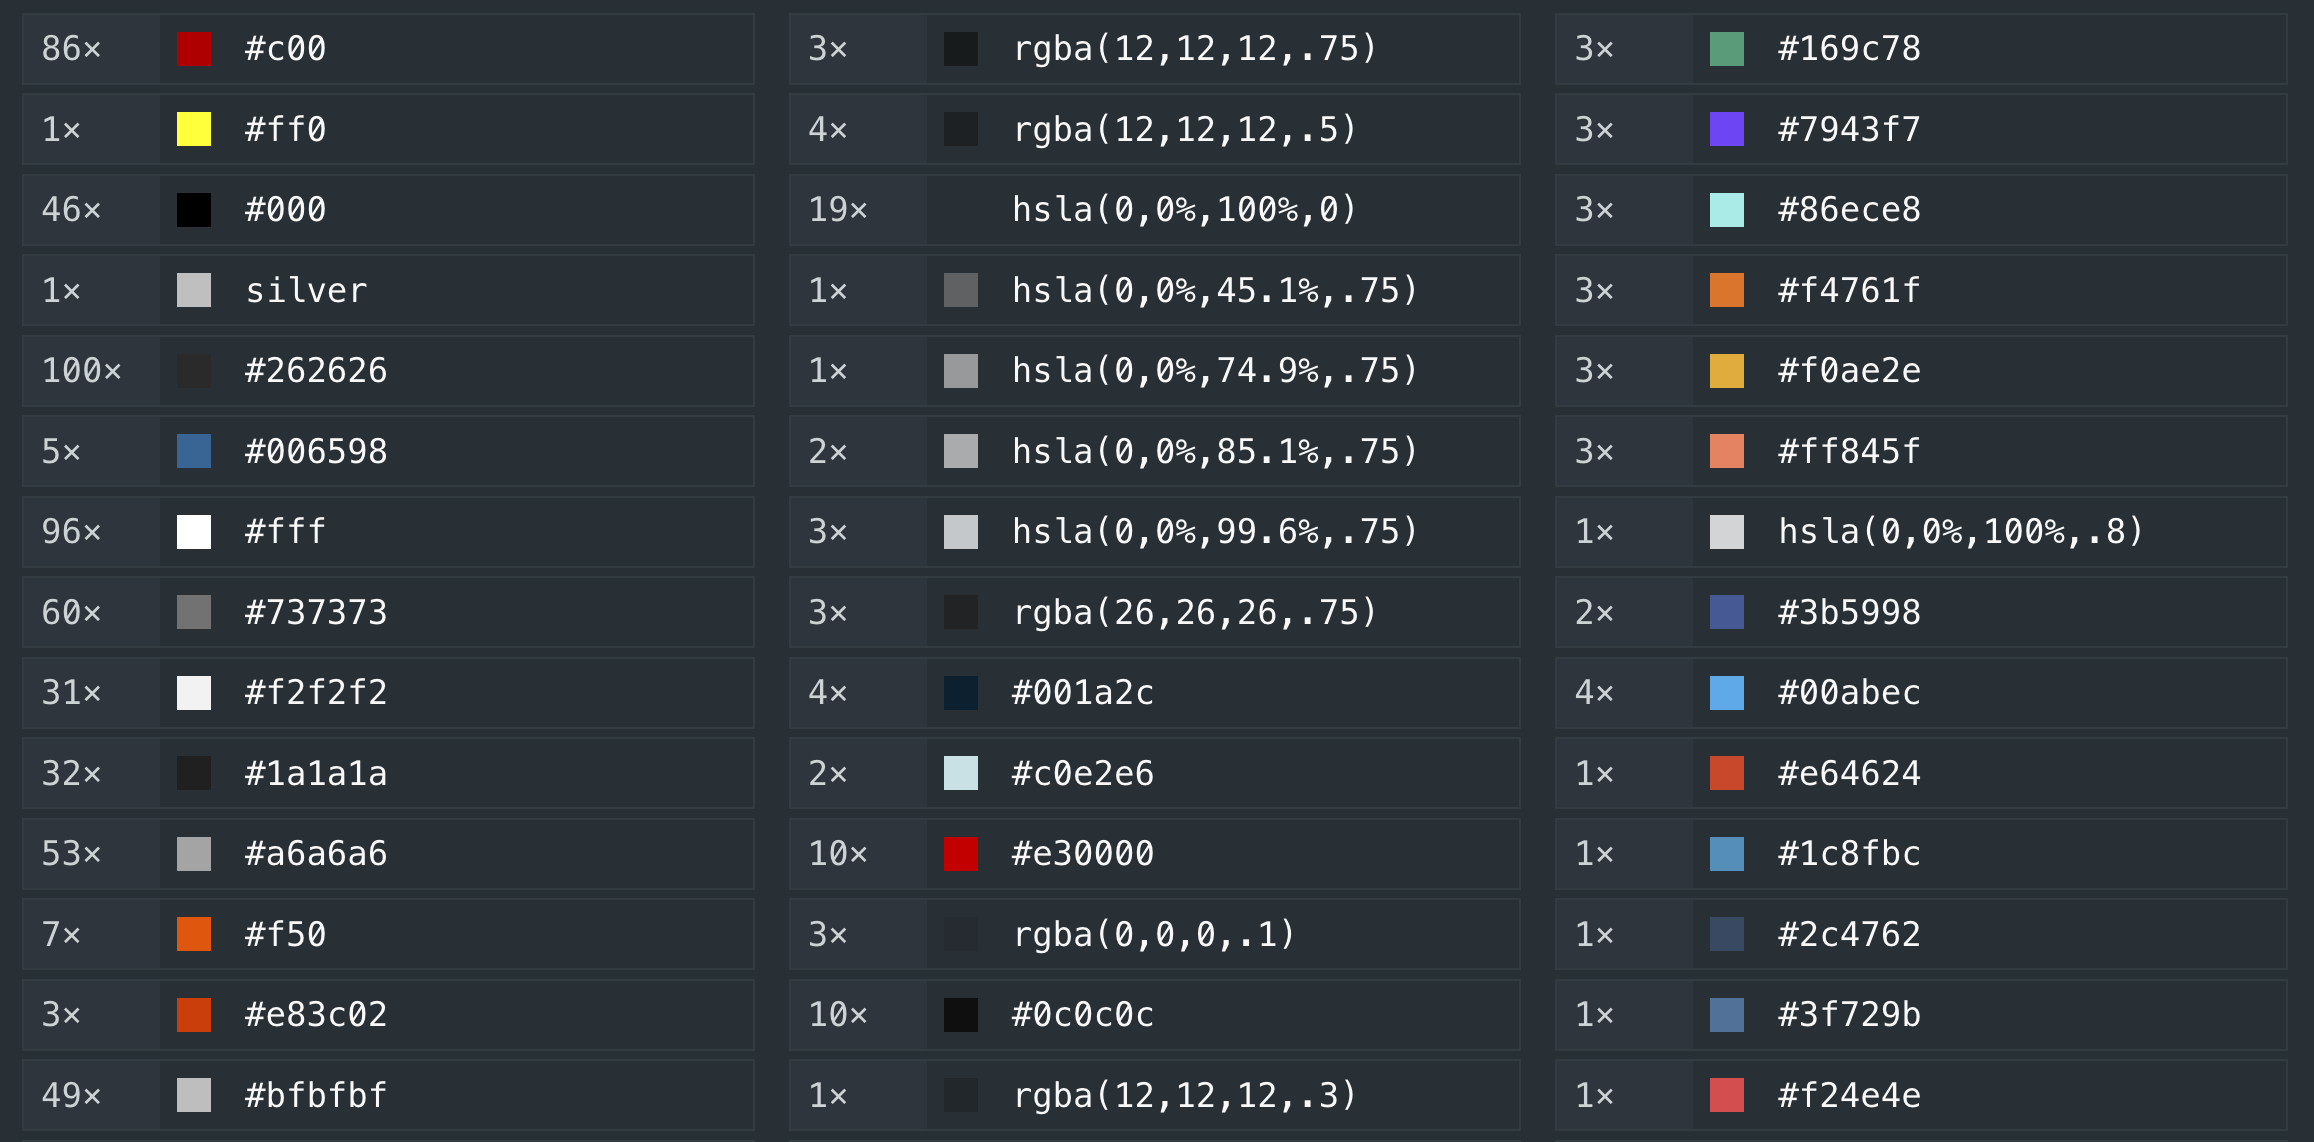 86× #c00
1× #ff0
46× #000
1× silver
100× #262626
5× #006598
96× #fff
60× #737373
31× #f2f2f2
32× #1a1a1a
53× #a6a6a6
7× #f50
3× #e83c02
49× #bfbfbf
3× rgba(12,12,12,.75)
4× rgba(12,12,12,.5)
19× hsla(0,0%,100%,0)
1× hsla(0,0%,45.1%,.75)
1× hsla(0,0%,74.9%,.75)
2× hsla(0,0%,85.1%,.75)
3× hsla(0,0%,99.6%,.75)
3× rgba(26,26,26,.75)
4× #001a2c
2× #c0e2e6
10× #e30000
3× rgba(0,0,0,.1)
10× #0c0c0c
1× rgba(12,12,12,.3)
3× #169c78
3× #7943f7
3× #86ece8
3× #f4761f
3× #f0ae2e
3× #ff845f
1× hsla(0,0%,100%,.8)
2× #3b5998
4× #00abec
1× #e64624
1× #1c8fbc
1× #2c4762
1× #3f729b
1× #f24e4e